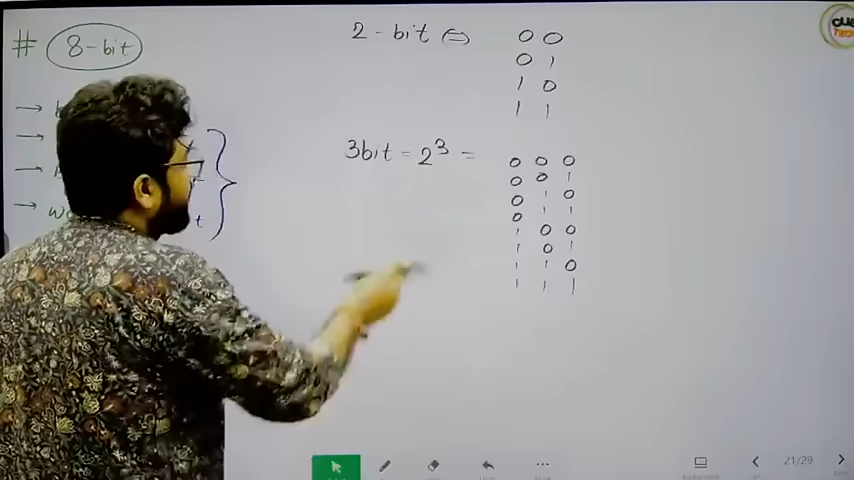 # 8-bit
2 - bit ⇔
0 0
0 1
1 0
1 1
3bit = 2³ =
0 0 0
0 0 1
0 1 0
0 1 1
1 0 0
1 0 1
1 1 0
1 1 1
21/29